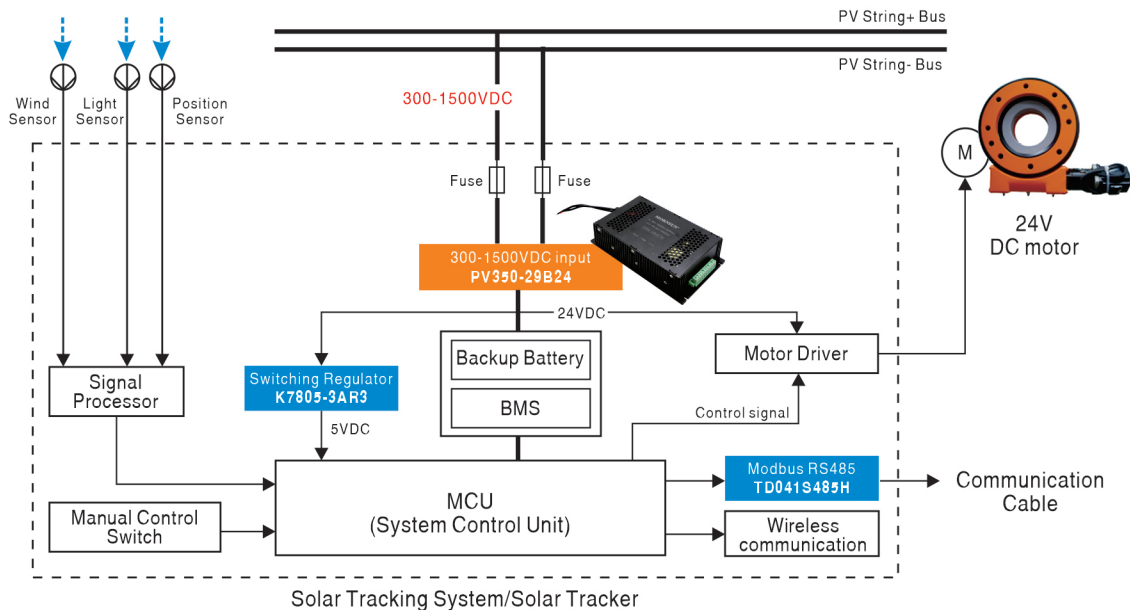 PV String+ Bus
PV String- Bus
Wind
Sensor
Light
Sensor
Position
Sensor
300-1500VDC
Fuse
Fuse
M
24V
DC motor
300-1500VDC input
PV350-29B24
24VDC
Backup Battery
BMS
Motor Driver
Signal
Processor
Switching Regulator
K7805-3AR3
5VDC
Control signal
MCU
(System Control Unit)
Modbus RS485
TD041S485H
Communication
Cable
Manual Control
Switch
Wireless
communication
Solar Tracking System/Solar Tracker